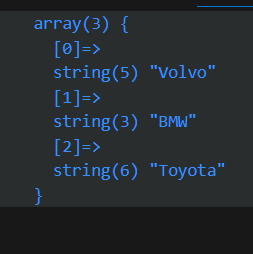 array(3) {
  [0]=>
  string(5) "Volvo"
  [1]=>
  string(3) "BMW"
  [2]=>
  string(6) "Toyota"
}